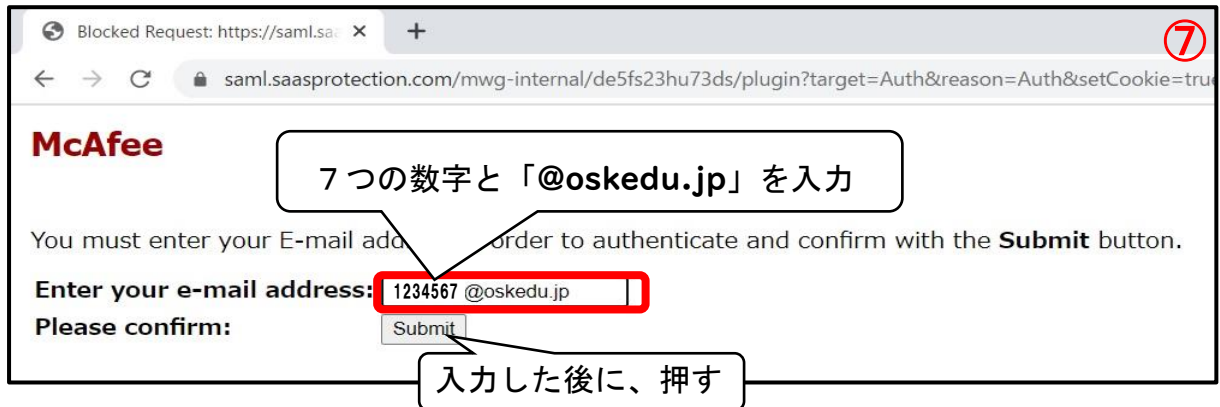 Blocked Request: https://saml.saa
⑦
saml.saasprotection.com/mwg-internal/de5fs23hu73ds/plugin?target=Auth&reason=Auth&setCookie=true
McAfee
７つの数字と「@oskedu.jp」を入力
You must enter your E-mail add order to authenticate and confirm with the Submit button.
Enter your e-mail address: 1234567 @oskedu.jp
Please confirm: Submit
入力した後に、押す